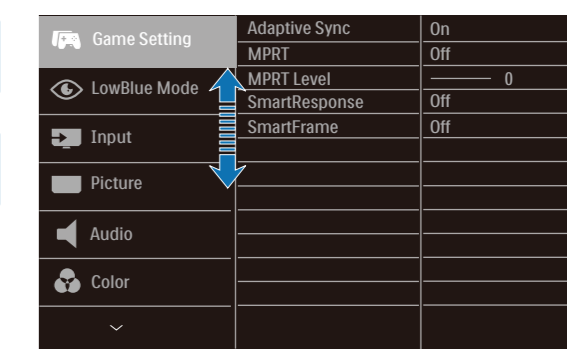 Game Setting
Adaptive Sync On
MPRT Off
LowBlue Mode
MPRT Level 0
SmartResponse Off
Input
SmartFrame Off
Picture
Audio
Color